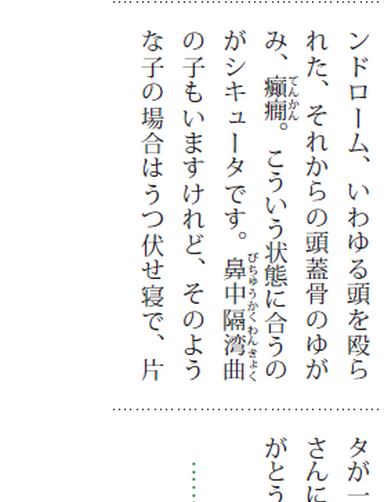 ンドローム、いわゆる頭を殴ら
れた、それからの頭蓋骨のゆが
み、癲癇。こういう状態に合うの
がシキュータです。鼻中隔湾曲
の子もいますけれど、そのよう
な子の場合はうつ伏せ寝で、片
タが一
さんに
がとう